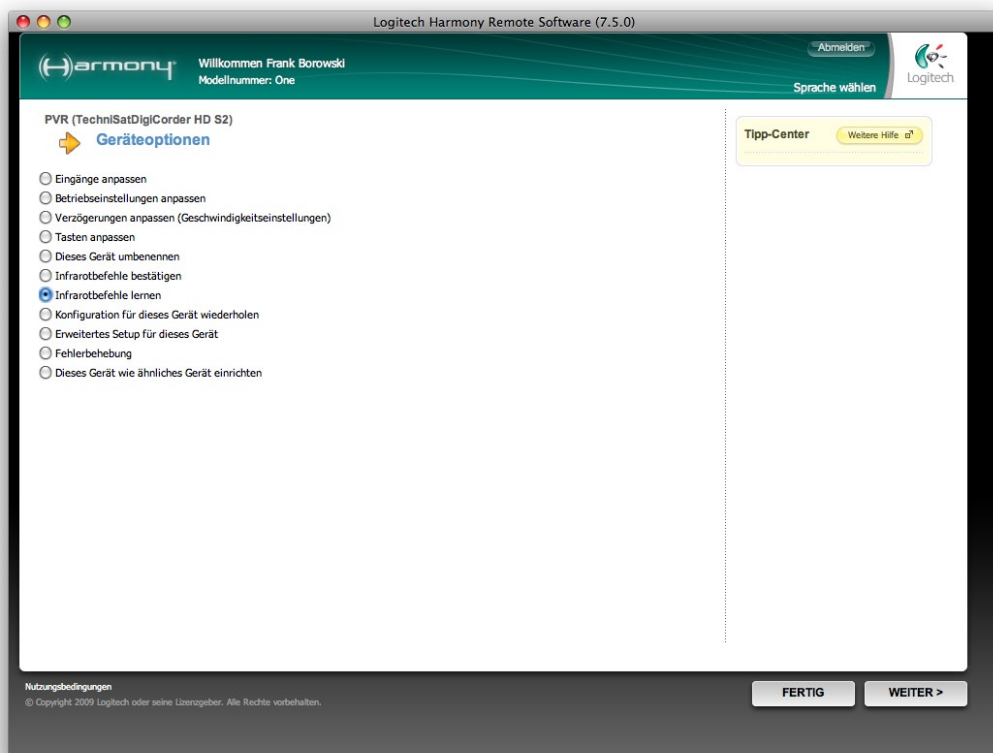 Logitech Harmony Remote Software (7.5.0)
Harmony
Willkommen Frank Borowski
Modellnummer: One
Abmelden
Sprache wählen
Logitech
PVR (TechniSatDigiCorder HD S2)
Geräteoptionen
Eingänge anpassen
Betriebseinstellungen anpassen
Verzögerungen anpassen (Geschwindigkeitseinstellungen)
Tasten anpassen
Dieses Gerät umbenennen
Infrarotbefehle bestätigen
Infrarotbefehle lernen
Konfiguration für dieses Gerät wiederholen
Erweitertes Setup für dieses Gerät
Fehlerbehebung
Dieses Gerät wie ähnliches Gerät einrichten
Tipp-Center
Weitere Hilfe
Nutzungsbedingungen
© Copyright 2009 Logitech oder seine Lizenzgeber. Alle Rechte vorbehalten.
FERTIG
WEITER >